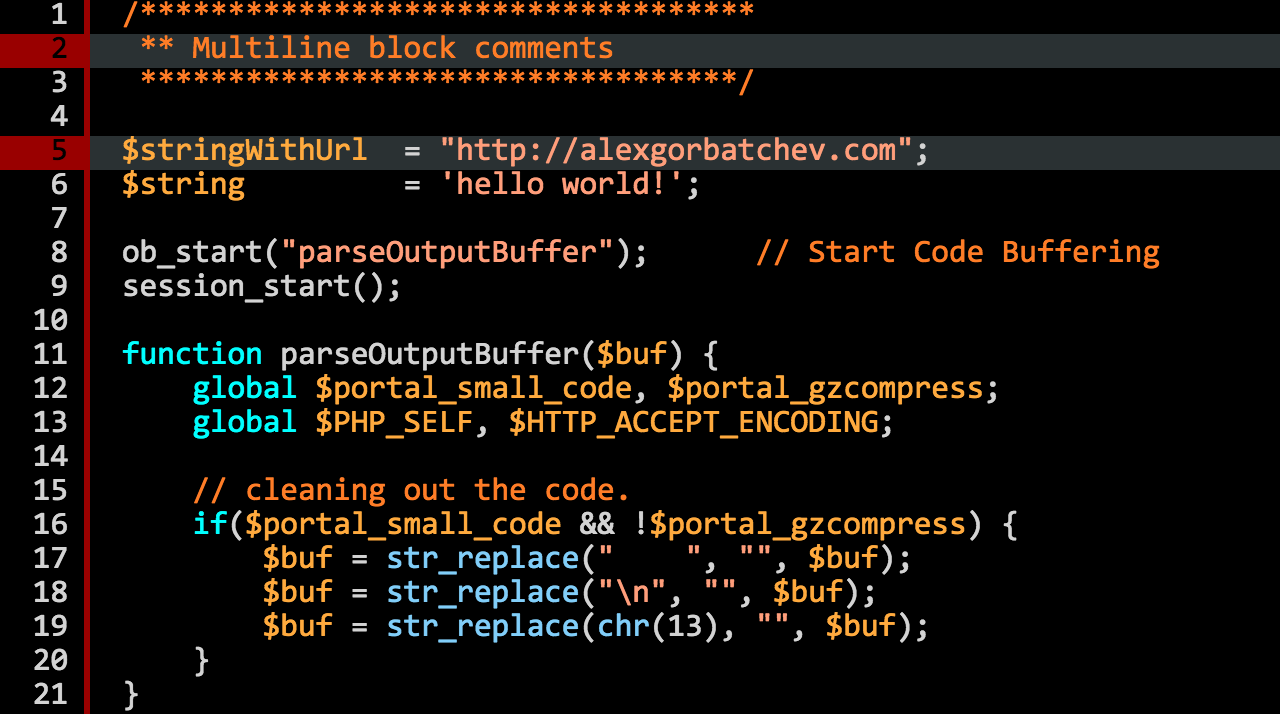 1 /***********************************
2 ** Multiline block comments
3 **********************************/
4
5 $stringWithUrl = "http://alexgorbatchev.com";
6 $string = 'hello world!';
7
8 ob_start("parseOutputBuffer"); // Start Code Buffering
9 session_start();
10
11 function parseOutputBuffer($buf) {
12 global $portal_small_code, $portal_gzcompress;
13 global $PHP_SELF, $HTTP_ACCEPT_ENCODING;
14
15 // cleaning out the code.
16 if($portal_small_code && !$portal_gzcompress) {
17 $buf = str_replace("    ", "", $buf);
18 $buf = str_replace("\n", "", $buf);
19 $buf = str_replace(chr(13), "", $buf);
20 }
21 }